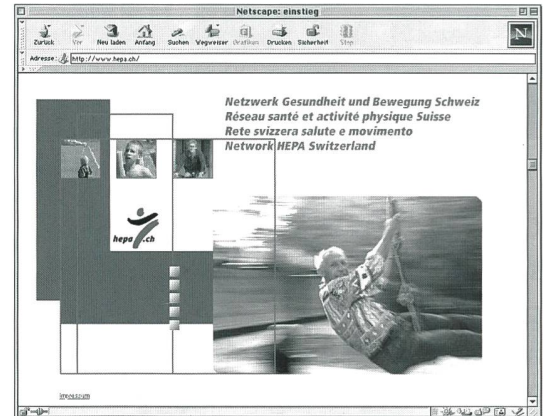 Netscape: einstieg
Zurück Vor Neu laden Anfang Suchen Wegweiser Grafiken Drucken Sicherheit Stop
Adresse: http://www.hepa.ch/
Netzwerk Gesundheit und Bewegung Schweiz
Réseau santé et activité physique Suisse
Rete svizzera salute e movimento
Network HEPA Switzerland
hepa.ch
impressum